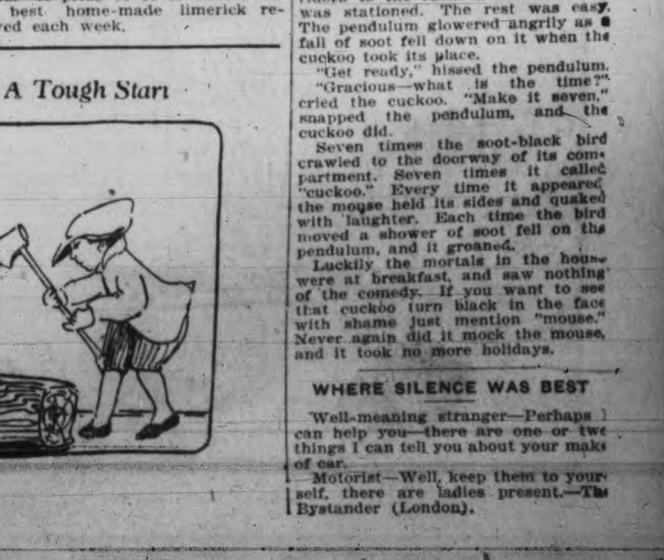 best home-made limerick re-
ed each week.
A Tough Start
was stationed. The rest was easy.
The pendulum glowered angrily as a
fall of soot fell down on it when the
cuckoo took its place.
"Get ready," hissed the pendulum.
"Gracious—what is the time?"
cried the cuckoo. "Make it seven,"
snapped the pendulum, and the
cuckoo did.
Seven times the soot-black bird
crawled to the doorway of its com-
partment. Seven times it called
"cuckoo." Every time it appeared
the mouse held its sides and quaked
with laughter. Each time the bird
moved a shower of soot fell on the
pendulum, and it groaned.
Luckily the mortals in the house
were at breakfast, and saw nothing
of the comedy. If you want to see
that cuckoo turn black in the face
with shame just mention "mouse."
Never again did it mock the mouse,
and it took no more holidays.
WHERE SILENCE WAS BEST
Well-meaning stranger—Perhaps I
can help you—there are one or two
things I can tell you about your make
of car.
Motorist—Well, keep them to your-
self, there are ladies present.—The
Bystander (London).